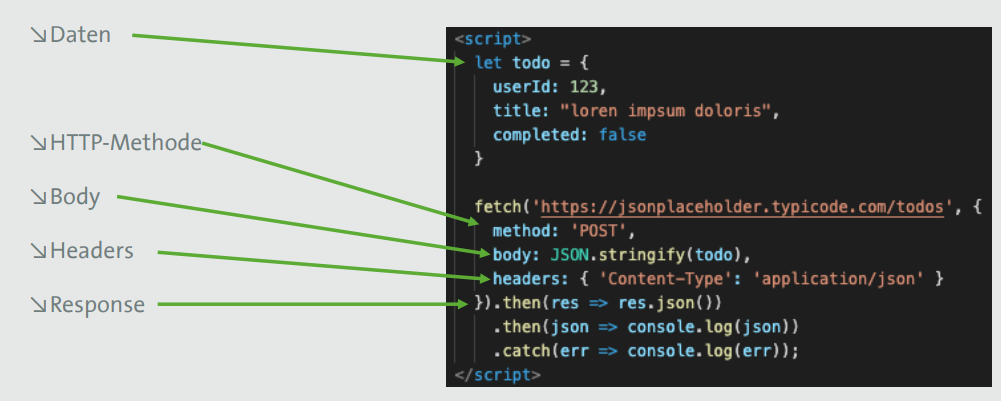 ↘Daten
↘HTTP-Methode
↘Body
↘Headers
↘Response
<script>
let todo = {
userId: 123,
title: "loren impsum doloris",
completed: false
}
fetch('https://jsonplaceholder.typicode.com/todos', {
method: 'POST',
body: JSON.stringify(todo),
headers: { 'Content-Type': 'application/json' }
}).then(res => res.json())
.then(json => console.log(json))
.catch(err => console.log(err));
</script>